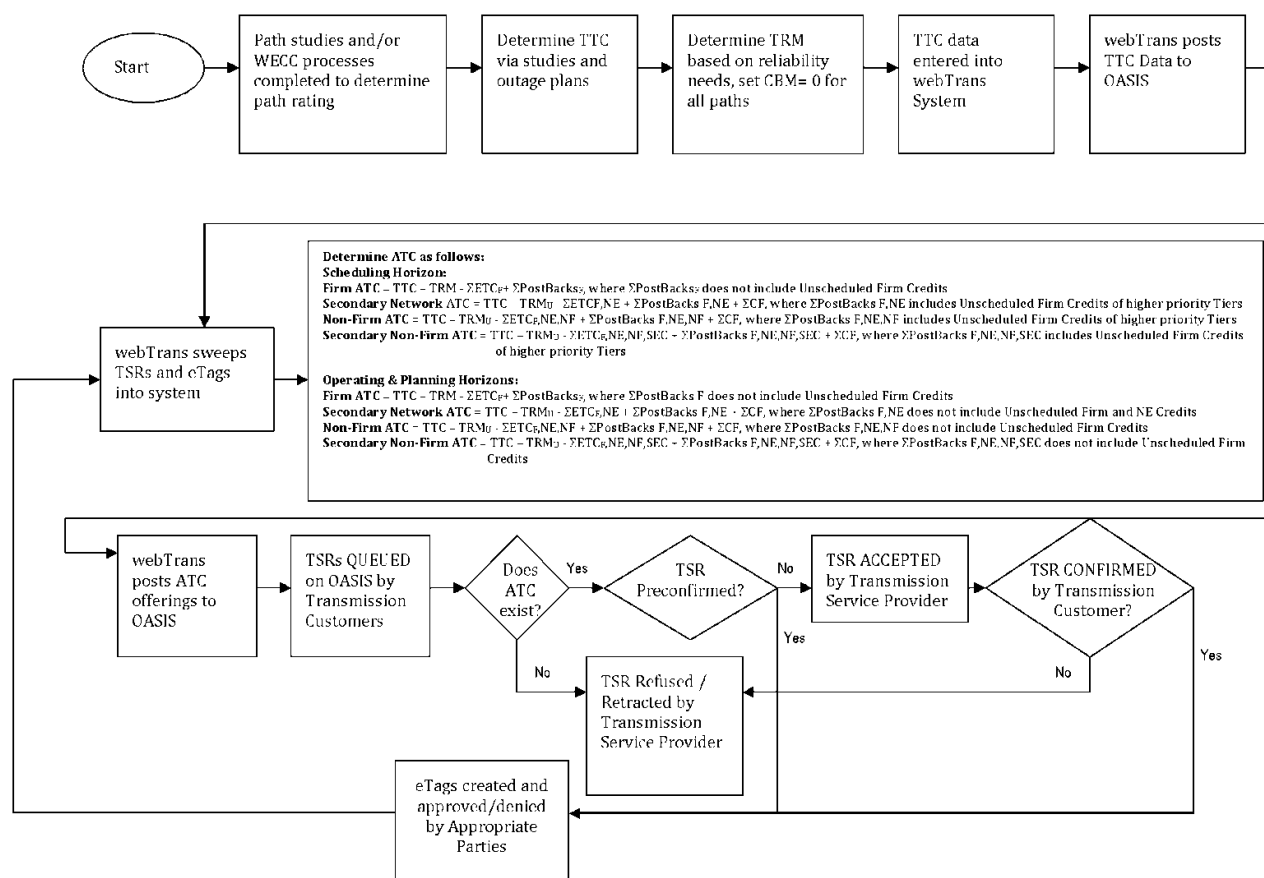 Start
Path studies and/or
WECC processes
completed to determine
path rating
Determine TTC
via studies and
outage plans
Determine TRM
based on reliability
needs, set CBM= 0 for
all paths
TTC data
entered into
webTrans
System
webTrans posts
TTC Data to
OASIS
webTrans sweeps
TSRs and eTags
into system
Determine ATC as follows:
Scheduling Horizon:
Firm ATC – TTC – TRM - ΣETCF+ ΣPostBacksF, where ΣPostBacksF does not include Unscheduled Firm Credits
Secondary Network ATC = TTC – TRMU - ΣETCF,NE + ΣPostBacks F,NE + ΣCF, where ΣPostBacks F,NE includes Unscheduled Firm Credits of higher priority Tiers
Non-Firm ATC = TTC – TRMU - ΣETCF,NE,NF + ΣPostBacks F,NE,NF + ΣCF, where ΣPostBacks F,NE,NF includes Unscheduled Firm Credits of higher priority Tiers
Secondary Non-Firm ATC – TTC – TRMU - ΣETCF,NE,NF,SEC + ΣPostBacks F,NE,NF,SEC + ΣCF, where ΣPostBacks F,NE,NF,SEC includes Unscheduled Firm Credits
of higher priority Tiers
Operating & Planning Horizons:
Firm ATC – TTC – TRM - ΣETCF+ ΣPostBacksF, where ΣPostBacks F does not include Unscheduled Firm Credits
Secondary Network ATC = TTC – TRMU - ΣETCF,NE + ΣPostBacks F,NE - ΣCF, where ΣPostBacks F,NE does not include Unscheduled Firm and NE Credits
Non-Firm ATC = TTC – TRMU - ΣETCF,NE,NF + ΣPostBacks F,NE,NF + ΣCF, where ΣPostBacks F,NE,NF does not include Unscheduled Firm Credits
Secondary Non-Firm ATC – TTC – TRMU - ΣETCF,NE,NF,SEC + ΣPostBacks F,NE,NF,SEC + ΣCF, where ΣPostBacks F,NE,NF,SEC does not include Unscheduled Firm
Credits
webTrans
posts ATC
offerings to
OASIS
TSRs QUEUED
on OASIS by
Transmission
Customers
Does
ATC
exist?
Yes
No
TSR
Preconfirmed?
No
Yes
TSR ACCEPTED
by Transmission
Service Provider
TSR CONFIRMED
by Transmission
Customer?
Yes
No
TSR Refused /
Retracted by
Transmission
Service Provider
eTags created and
approved/denied
by Appropriate
Parties